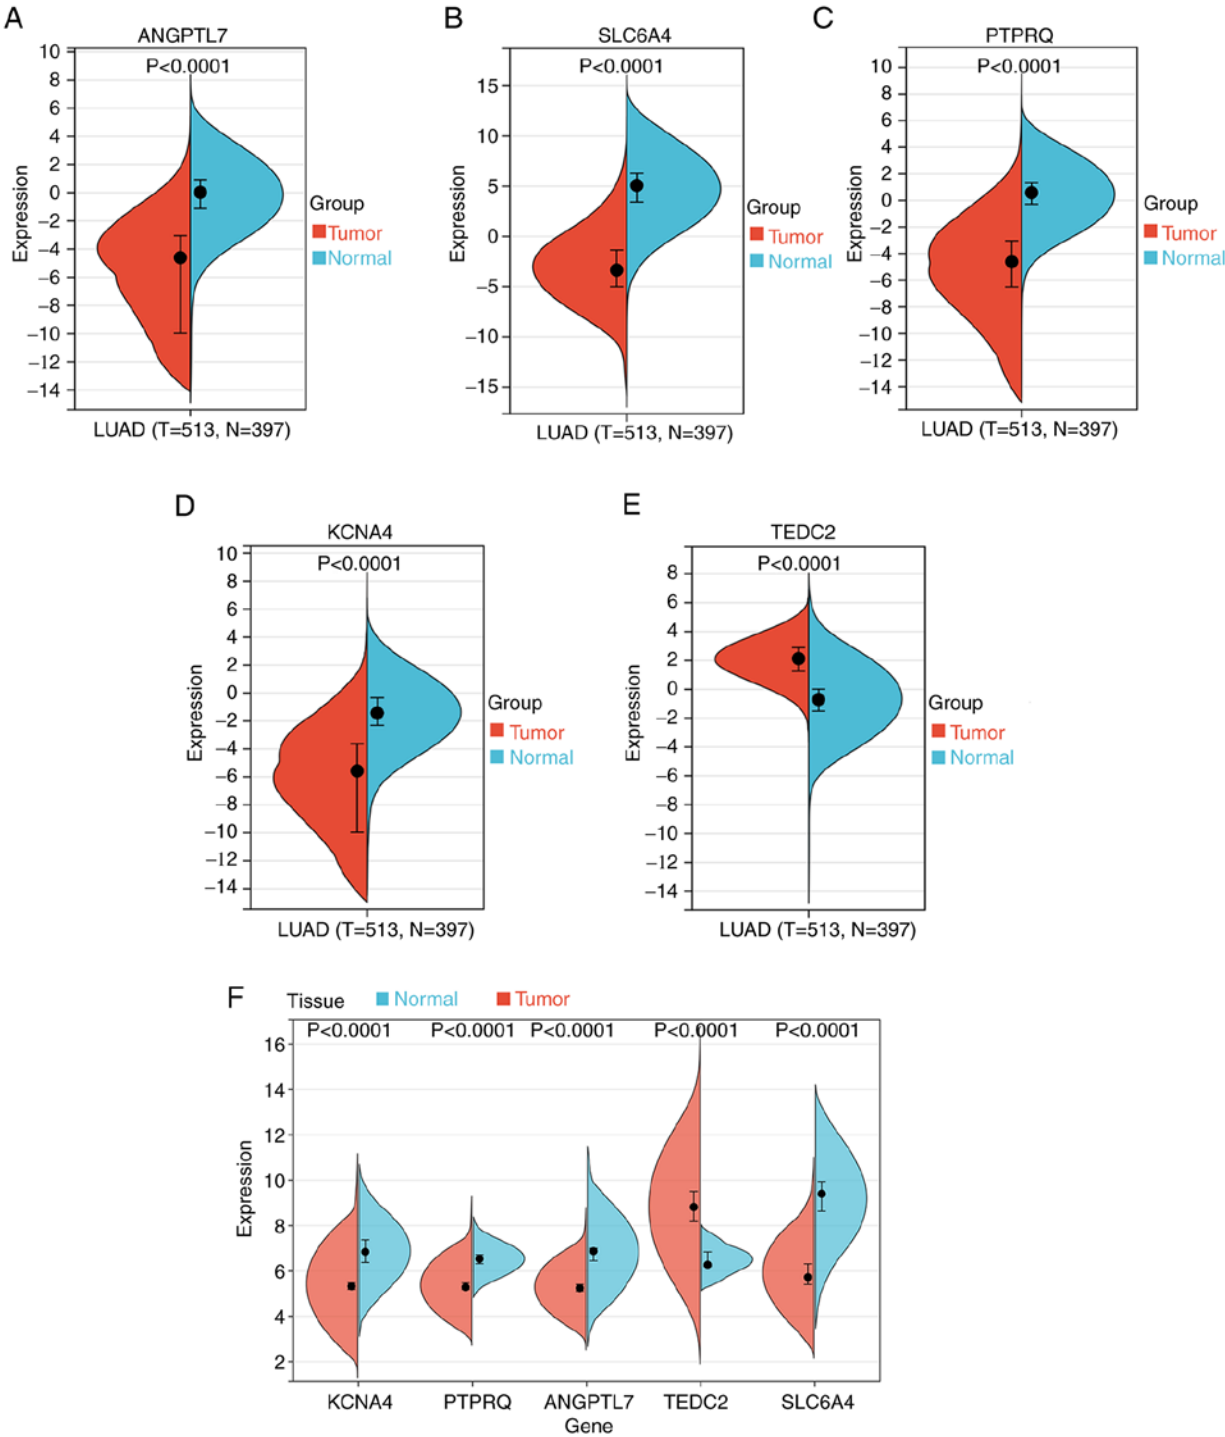 A
ANGPTL7
P<0.0001
10
8
6
4
2
0
−2
−4
−6
−8
−10
−12
−14
Expression
LUAD (T=513, N=397)
Group
Tumor
Normal
B
SLC6A4
P<0.0001
15
10
5
0
−5
−10
−15
Expression
LUAD (T=513, N=397)
Group
Tumor
Normal
C
PTPRQ
P<0.0001
10
8
6
4
2
0
−2
−4
−6
−8
−10
−12
−14
Expression
LUAD (T=513, N=397)
Group
Tumor
Normal
D
KCNA4
P<0.0001
10
8
6
4
2
0
−2
−4
−6
−8
−10
−12
−14
Expression
LUAD (T=513, N=397)
Group
Tumor
Normal
E
TEDC2
P<0.0001
8
6
4
2
0
−2
−4
−6
−8
−10
−12
−14
Expression
LUAD (T=513, N=397)
Group
Tumor
Normal
F
Tissue Normal Tumor
P<0.0001 P<0.0001 P<0.0001 P<0.0001 P<0.0001
16
14
12
10
8
6
4
2
Expression
KCNA4 PTPRQ ANGPTL7 TEDC2 SLC6A4
Gene